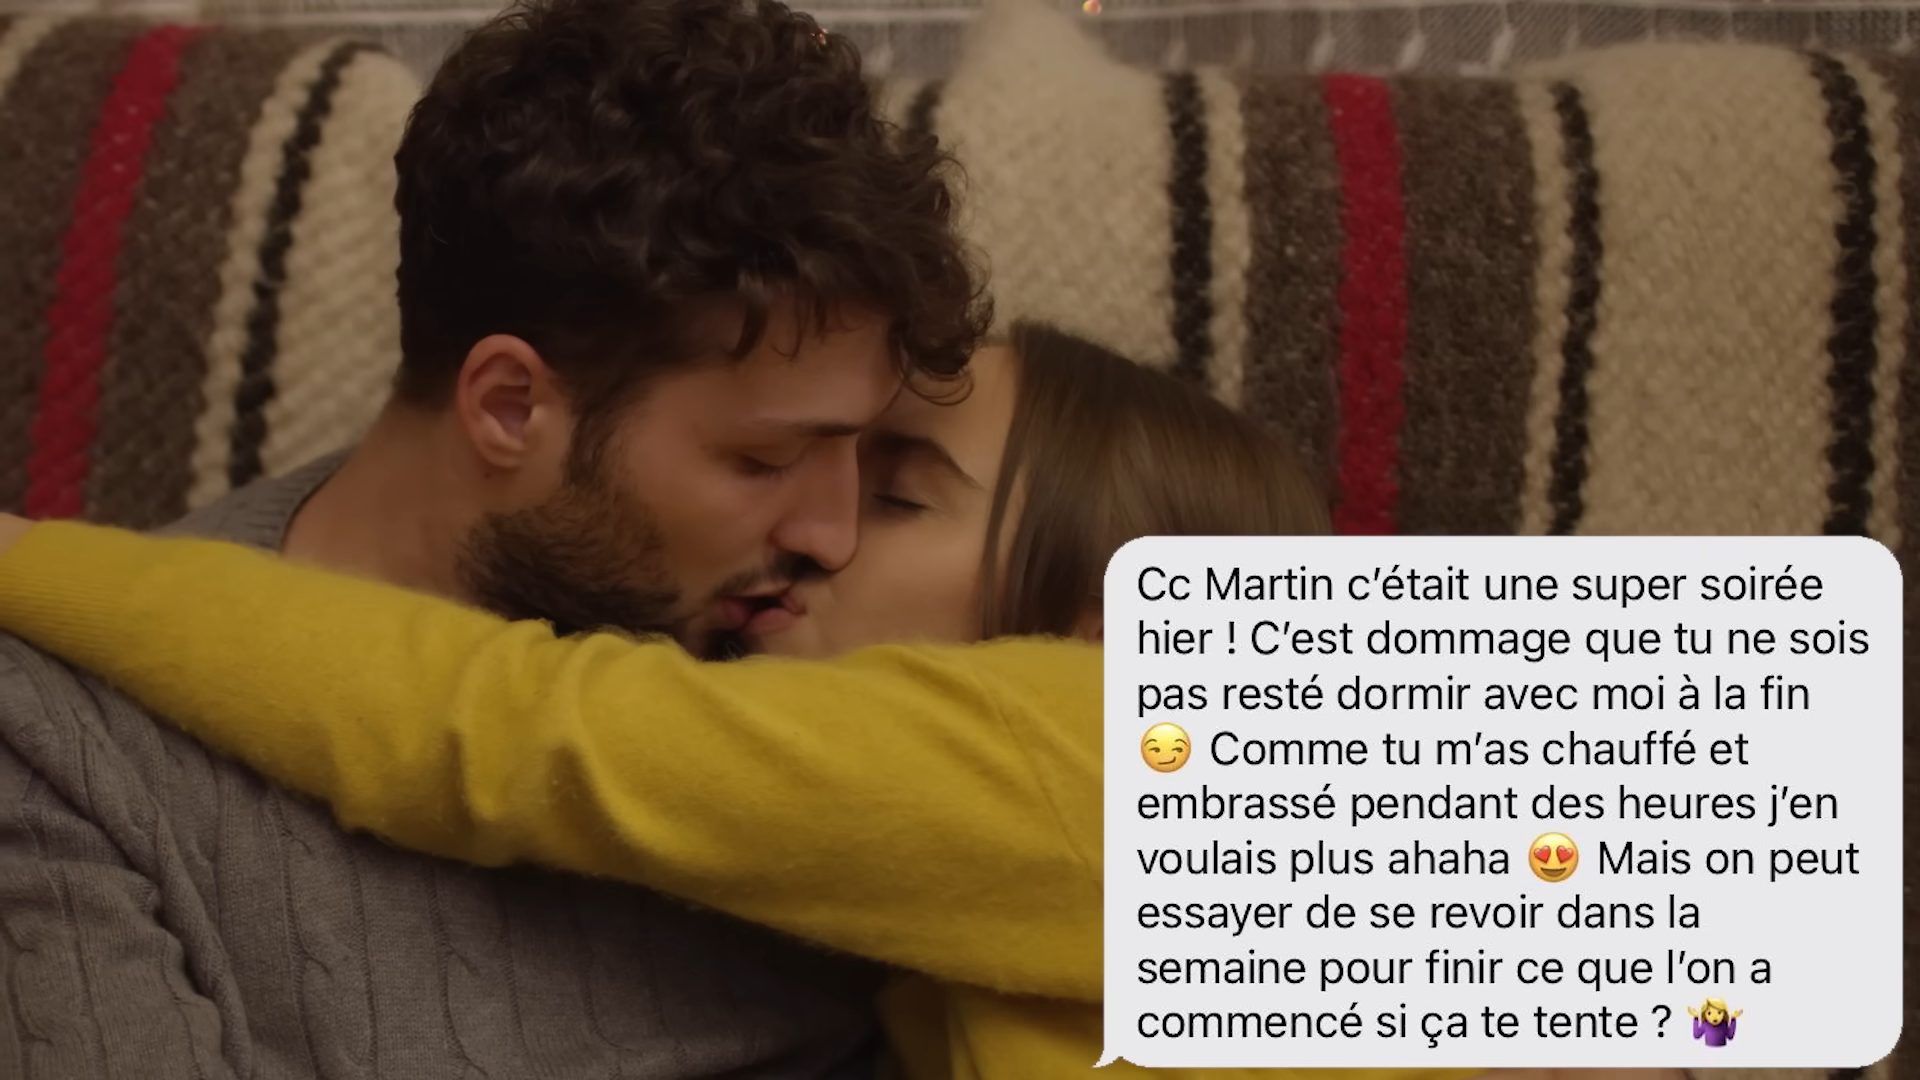 Cc Martin c’était une super soirée
hier ! C’est dommage que tu ne sois
pas resté dormir avec moi à la fin
😏 Comme tu m’as chauffé et
embrassé pendant des heures j’en
voulais plus ahaha 😍 Mais on peut
essayer de se revoir dans la
semaine pour finir ce que l’on a
commencé si ça te tente ? 🤷‍♀️